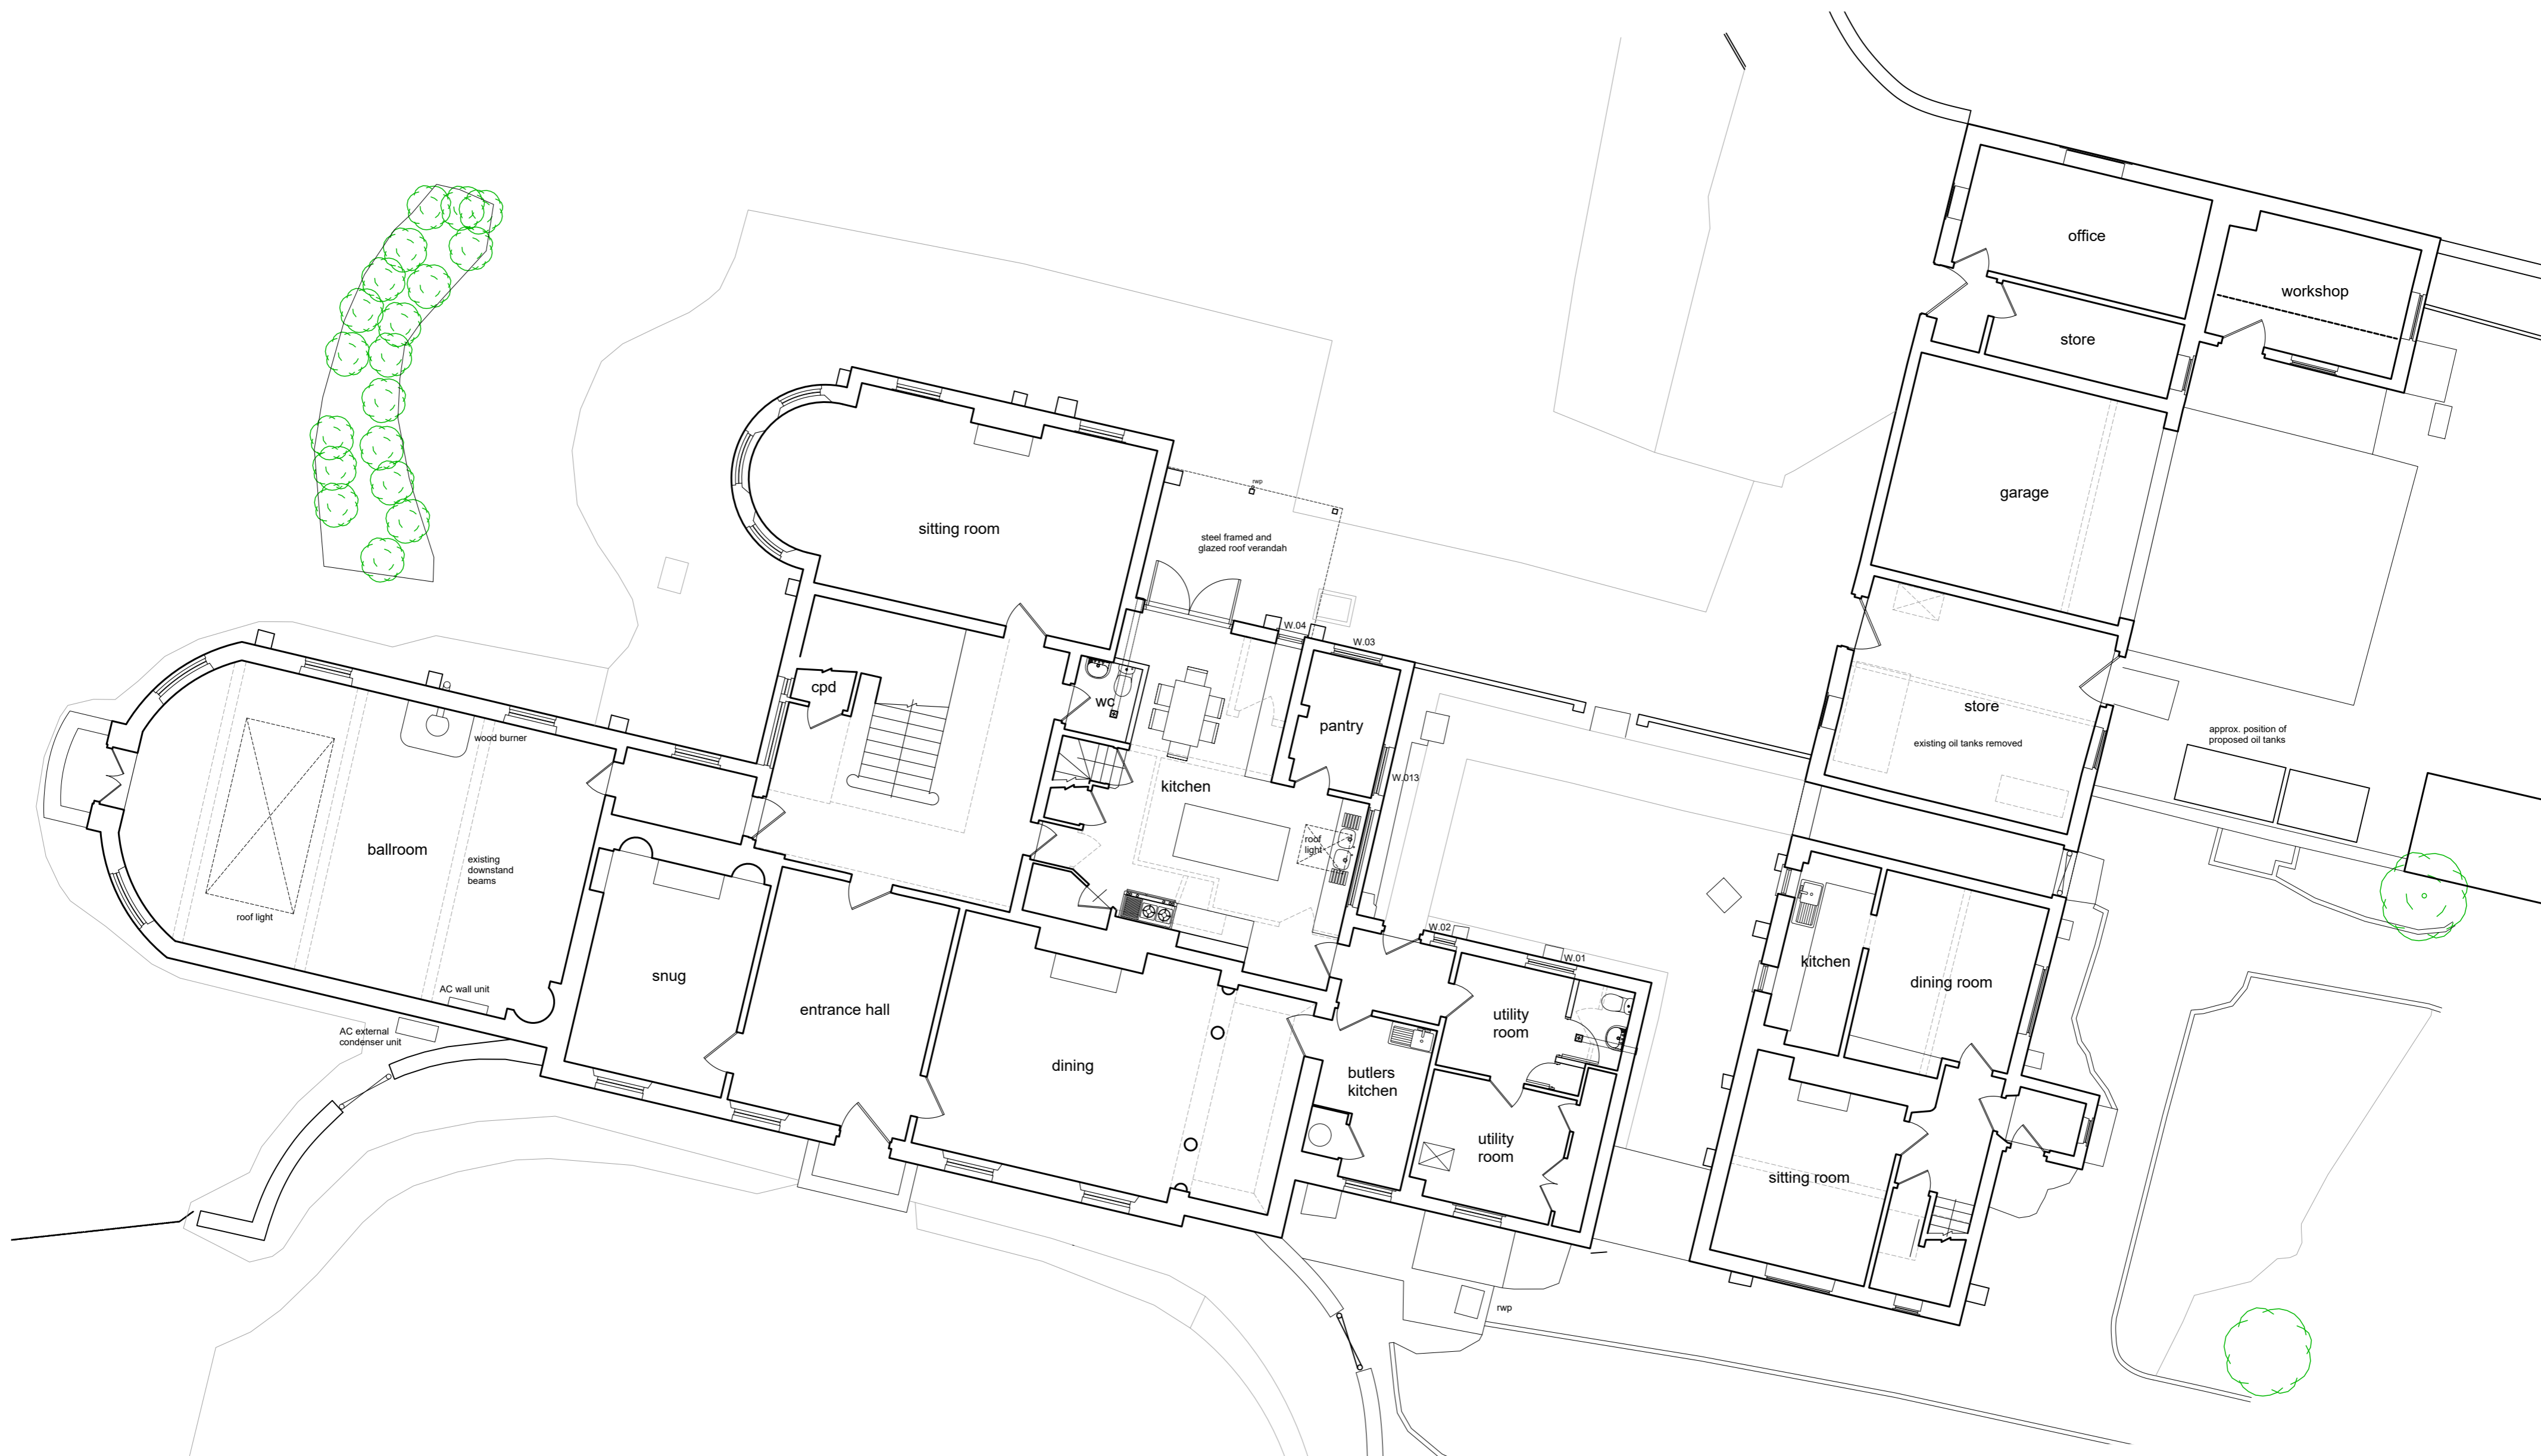 office
workshop
store
garage
rwp
sitting room
steel framed and
glazed roof verandah
W.04
W.03
cpd
wc
pantry
store
wood burner
existing oil tanks removed
approx. position of
proposed oil tanks
W.013
kitchen
roof
light
ballroom
existing
downstand
beams
roof light
W.02
W.01
snug
kitchen
dining room
AC wall unit
entrance hall
utility
room
AC external
condenser unit
dining
butlers
kitchen
utility
room
sitting room
rwp